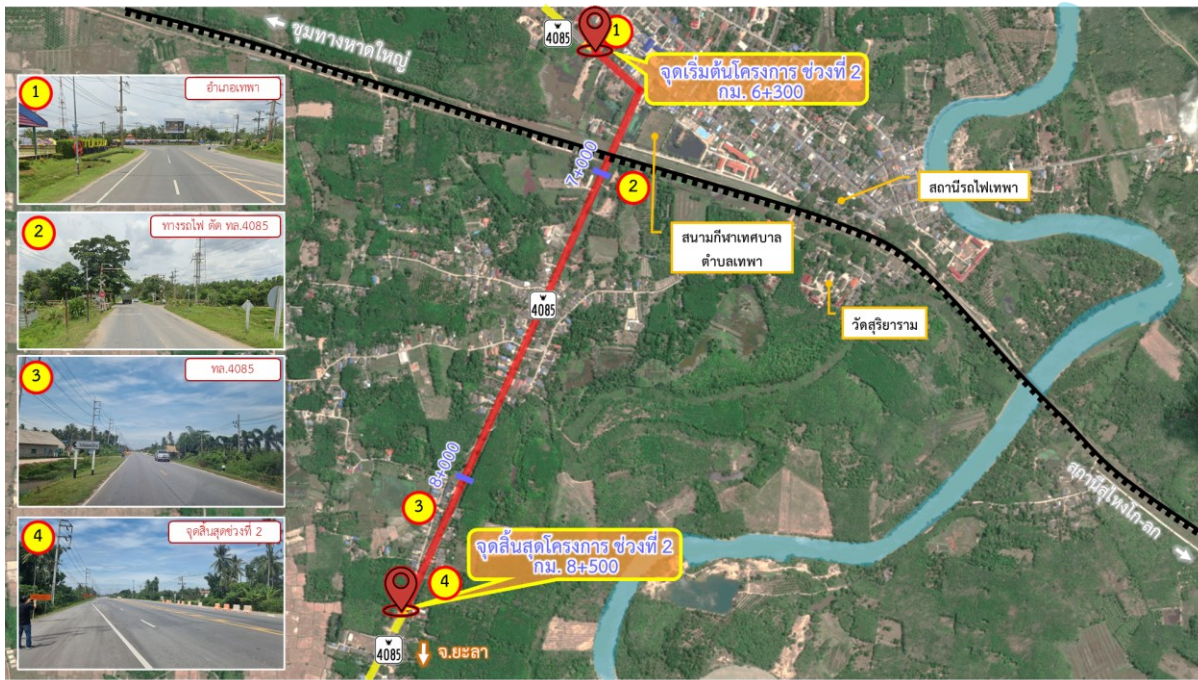 ชุมทางหาดใหญ่
4085
1
จุดเริ่มต้นโครงการ ช่วงที่ 2
กม. 6+300
1
อำเภอเทพา
7+000
2
สถานีรถไฟเทพา
2
ทางรถไฟ ตัด ทล.4085
สนามกีฬาเทศบาล
ตำบลเทพา
4085
วัดสุริยาราม
3
ทล.4085
8+000
3
สถานีสุไหงโก-ลก
4
จุดสิ้นสุดช่วงที่ 2
จุดสิ้นสุดโครงการ ช่วงที่ 2
กม. 8+500
4
4085
จ.ยะลา